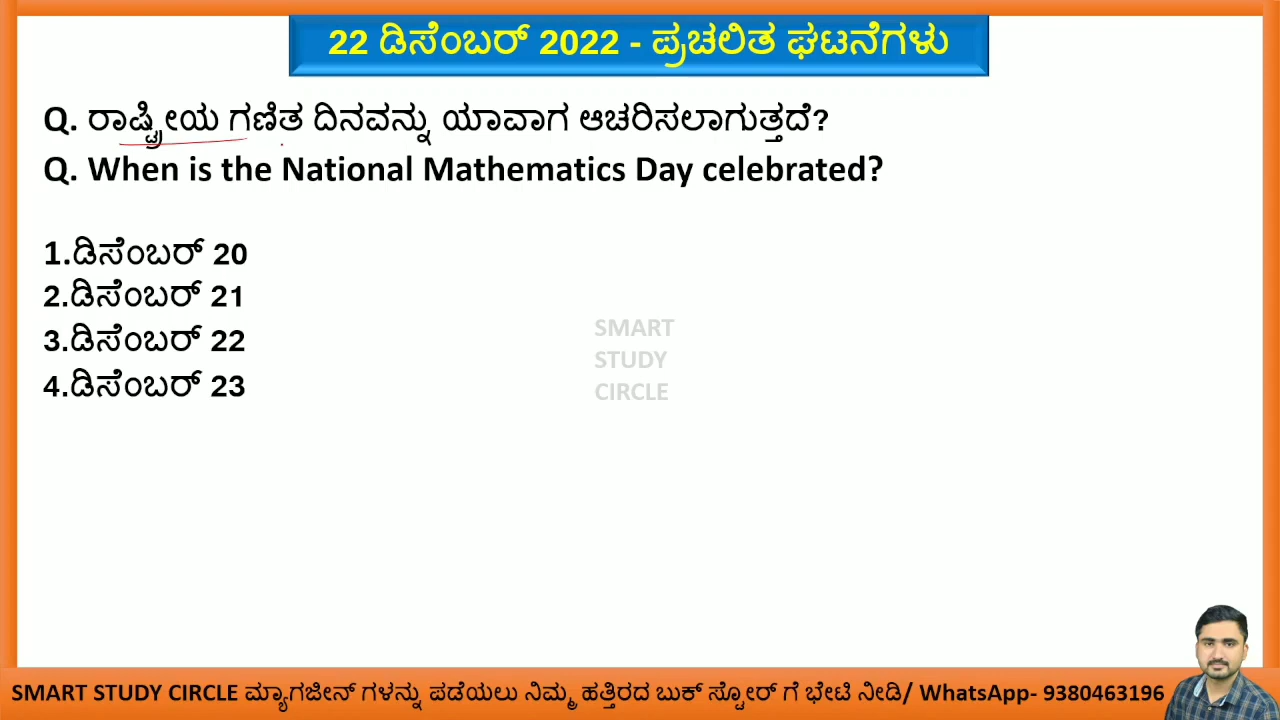 22 ಡಿಸೆಂಬರ್ 2022 - ಪ್ರಚಲಿತ ಘಟನೆಗಳು
Q. ರಾಷ್ಟ್ರೀಯ ಗಣಿತ ದಿನವನ್ನು ಯಾವಾಗ ಆಚರಿಸಲಾಗುತ್ತದೆ?
Q. When is the National Mathematics Day celebrated?
1.ಡಿಸೆಂಬರ್ 20
2.ಡಿಸೆಂಬರ್ 21
3.ಡಿಸೆಂಬರ್ 22
4.ಡಿಸೆಂಬರ್ 23
SMART
STUDY
CIRCLE
SMART STUDY CIRCLE ಮ್ಯಾಗಜೀನ್ ಗಳನ್ನು ಪಡೆಯಲು ನಿಮ್ಮ ಹತ್ತಿರದ ಬುಕ್ ಸ್ಟೋರ್ ಗೆ ಭೇಟಿ ನೀಡಿ/ WhatsApp- 9380463196